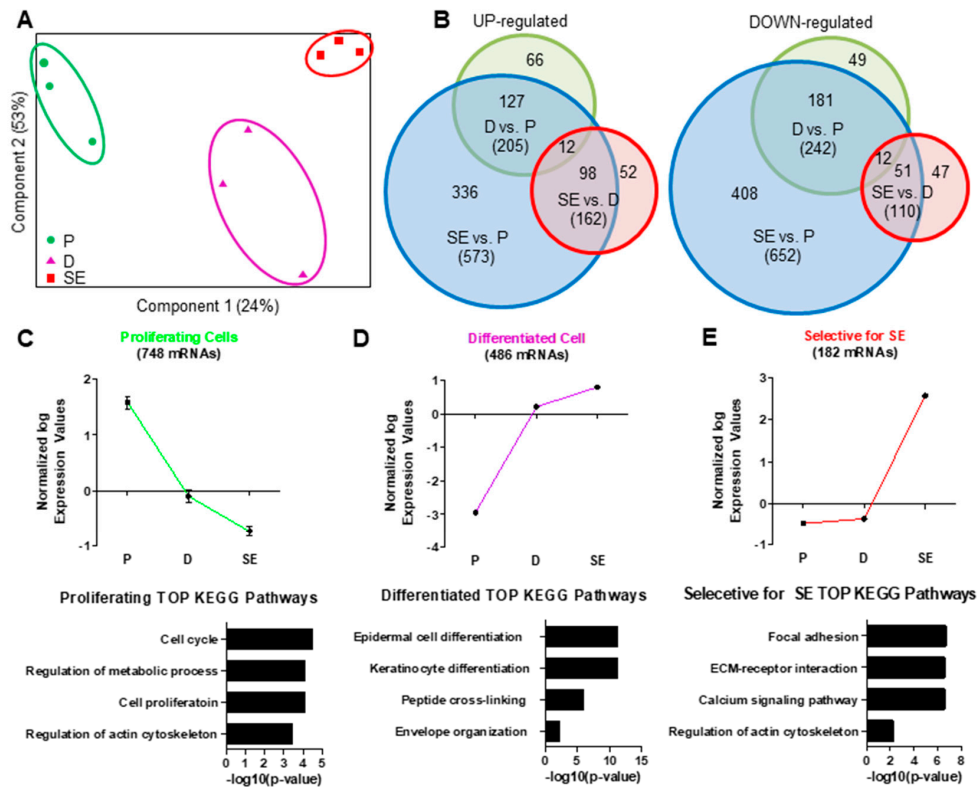 A
Component 2 (53%)
P
D
SE
Component 1 (24%)
B
UP-regulated
66
127
D vs. P
(205)
12
336
98
52
SE vs. D
(162)
SE vs. P
(573)
DOWN-regulated
49
181
D vs. P
(242)
12
51
47
408
SE vs. D
(110)
SE vs. P
(652)
C
Proliferating Cells
(748 mRNAs)
Normalized log
Expression Values
2
1
0
-1
P D SE
Proliferating TOP KEGG Pathways
Cell cycle
Regulation of metabolic process
Cell proliferatoin
Regulation of actin cytoskeleton
0 1 2 3 4 5
-log10(p-value)
D
Differentiated Cell
(486 mRNAs)
Normalized log
Expression Values
1
0
-1
-2
-3
-4
P D SE
Differentiated TOP KEGG Pathways
Epidermal cell differentiation
Keratinocyte differentiation
Peptide cross-linking
Envelope organization
0 5 10 15
-log10(p-value)
E
Selective for SE
(182 mRNAs)
Normalized log
Expression Values
3
2
1
0
-1
P D SE
Selecetive for SE TOP KEGG Pathways
Focal adhesion
ECM-receptor interaction
Calcium signaling pathway
Regulation of actin cytoskeleton
0 2 4 6 8
-log10(p-value)